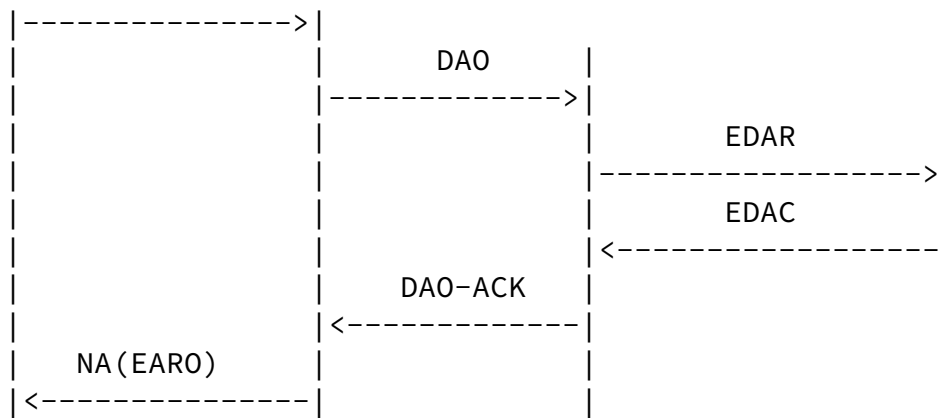 |--------------->|
|                |      DAO     |
|                |------------->|
|                |              |       EDAR
|                |              |------------------>
|                |              |       EDAC
|                |              |<------------------
|                |    DAO-ACK   |
|                |<-------------|
|   NA(EARO)     |              |
|<---------------|              |